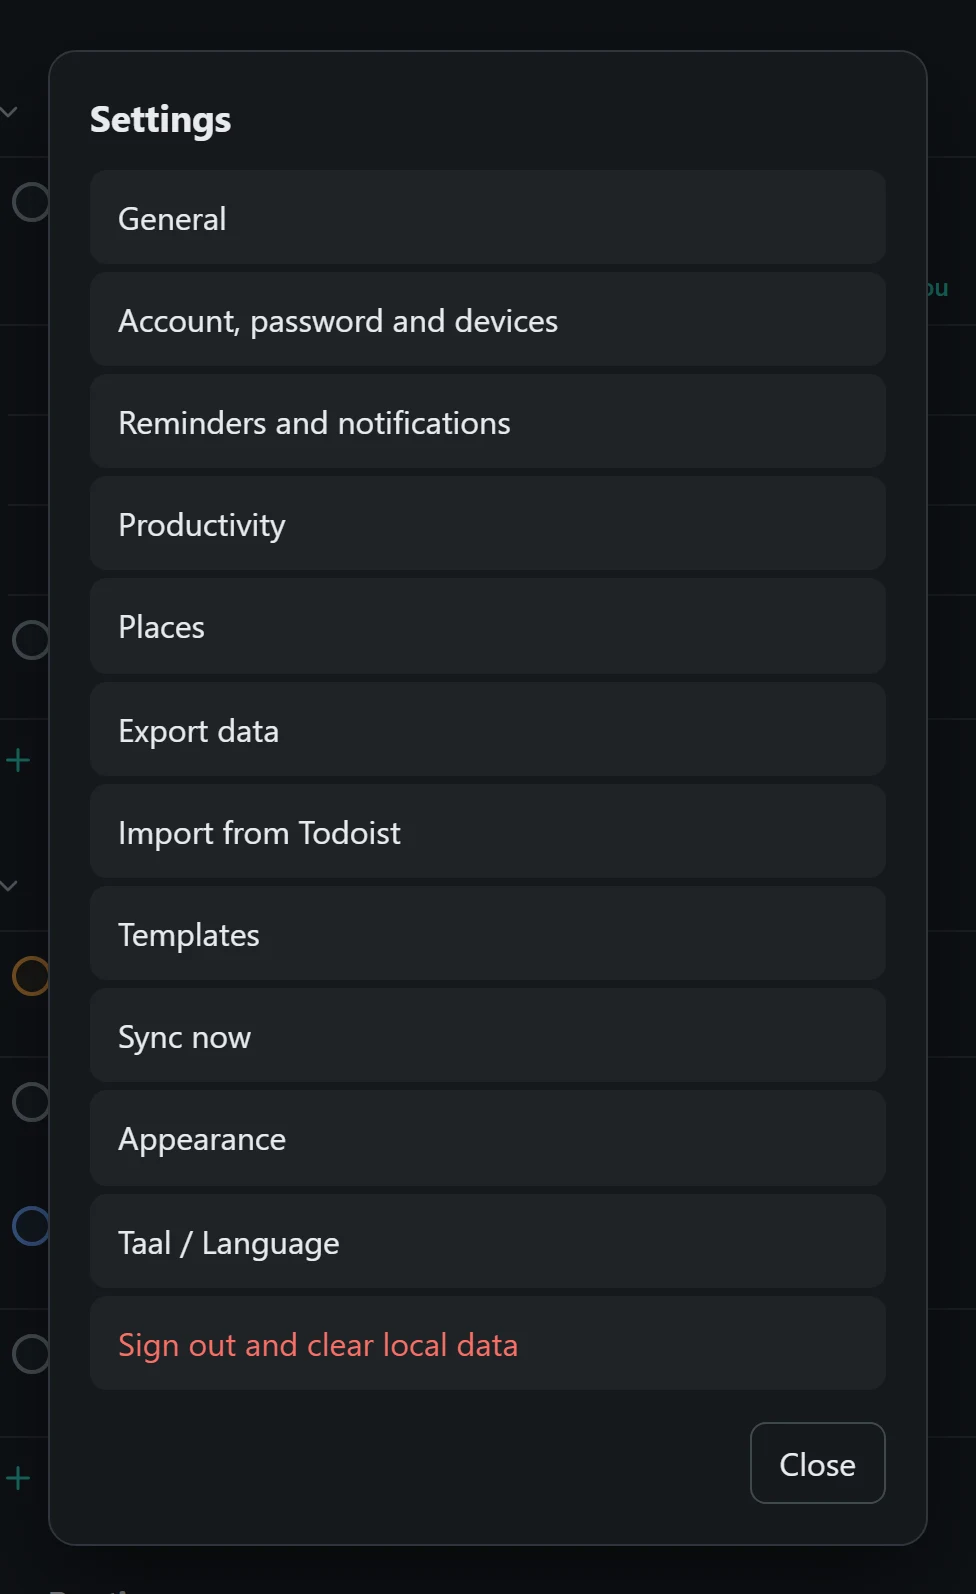 Settings
General
ou
Account, password and devices
Reminders and notifications
Productivity
Places
Export data
Import from Todoist
Templates
Sync now
Appearance
Taal / Language
Sign out and clear local data
Close